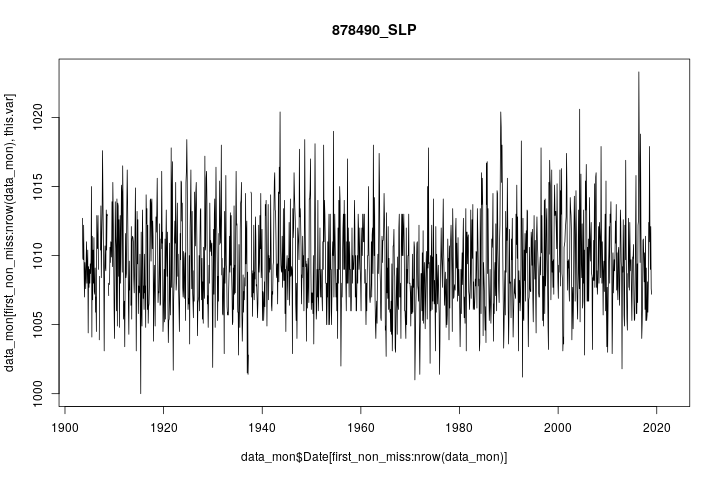 878490_SLP
data_mon[first_non_miss:nrow(data_mon), this.var]
1020
1015
1010
1005
1000
1900 1920 1940 1960 1980 2000 2020
data_mon$Date[first_non_miss:nrow(data_mon)]